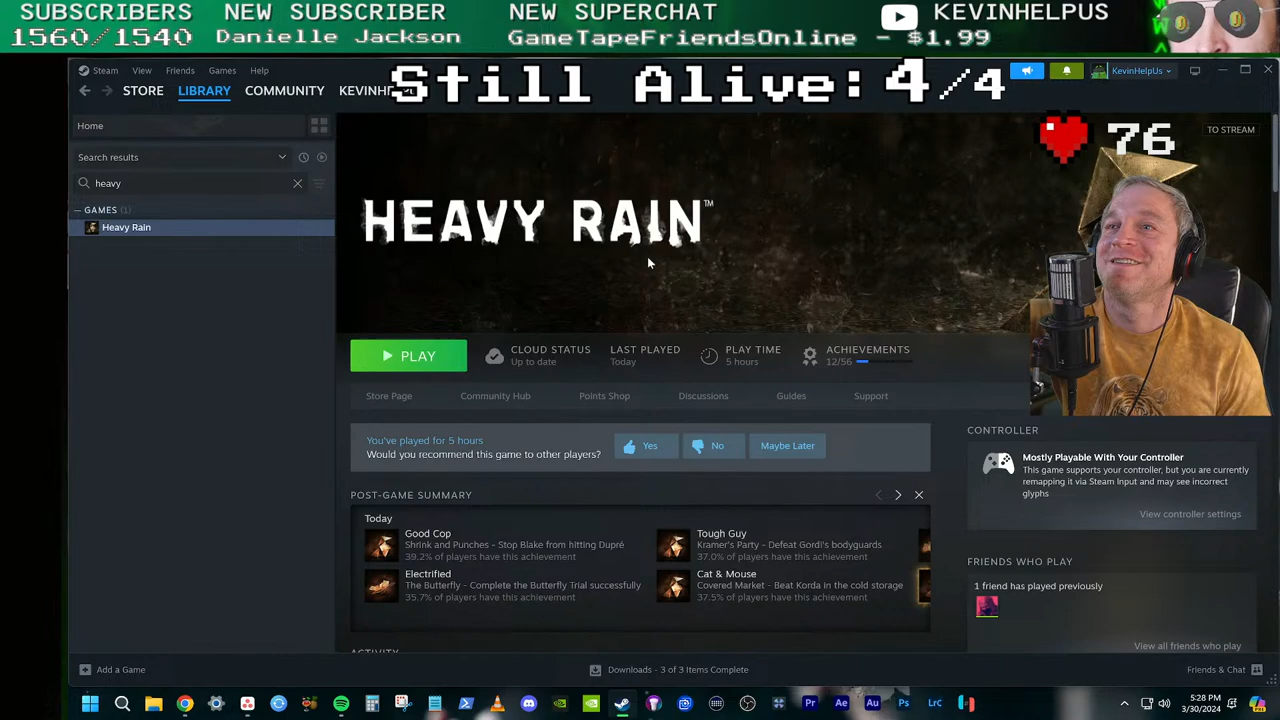 SUBSCRIBERS
1560/1540
NEW SUBSCRIBER
Danielle Jackson
NEW SUPERCHAT
GameTapeFriendsOnline - $1.99
KEVINHELPUS
Steam View Friends Games Help
Still Alive: 4/4
KevinHelpUs
STORE LIBRARY COMMUNITY
76
TO STREAM
Home
Search results
heavy
GAMES (1)
Heavy Rain
HEAVY RAIN™
PLAY
CLOUD STATUS
Up to date
LAST PLAYED
Today
PLAY TIME
5 hours
ACHIEVEMENTS
12/56
Store Page Community Hub Points Shop Discussions Guides Support
You've played for 5 hours
Would you recommend this game to other players?
Yes No Maybe Later
CONTROLLER
Mostly Playable With Your Controller
This game supports your controller, but you are currently
remapping it via Steam Input and may see incorrect
glyphs
View controller settings
POST-GAME SUMMARY
Today
Good Cop
Shrink and Punches - Stop Blake from hitting Dupré
39.2% of players have this achievement
Tough Guy
Kramer's Party - Defeat Gordi's bodyguards
37.0% of players have this achievement
Electrified
The Butterfly - Complete the Butterfly Trial successfully
35.7% of players have this achievement
Cat & Mouse
Covered Market - Beat Korda in the cold storage
37.5% of players have this achievement
FRIENDS WHO PLAY
1 friend has played previously
View all friends who play
ACTIVITY
Add a Game
Downloads - 3 of 3 Items Complete
Friends & Chat
Pr Ae Au Ps Lrc
5:28 PM
3/30/2024